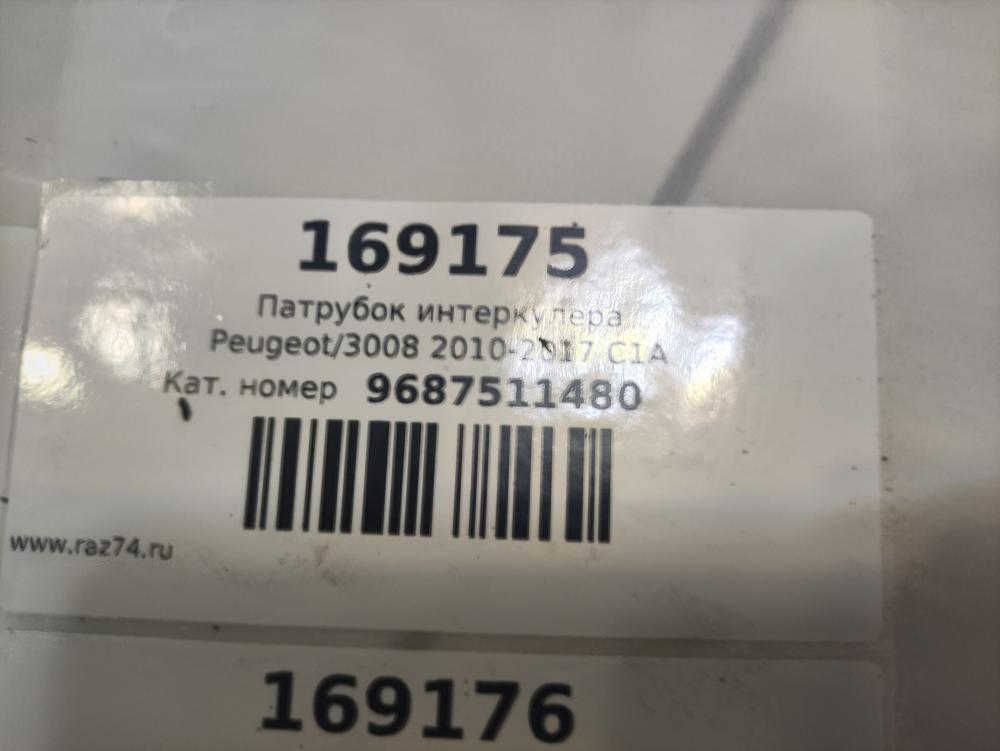 169175
Патрубок интеркулера
Peugeot/3008 2010-2017 C1A
Кат. номер 9687511480
www.raz74.ru
169176